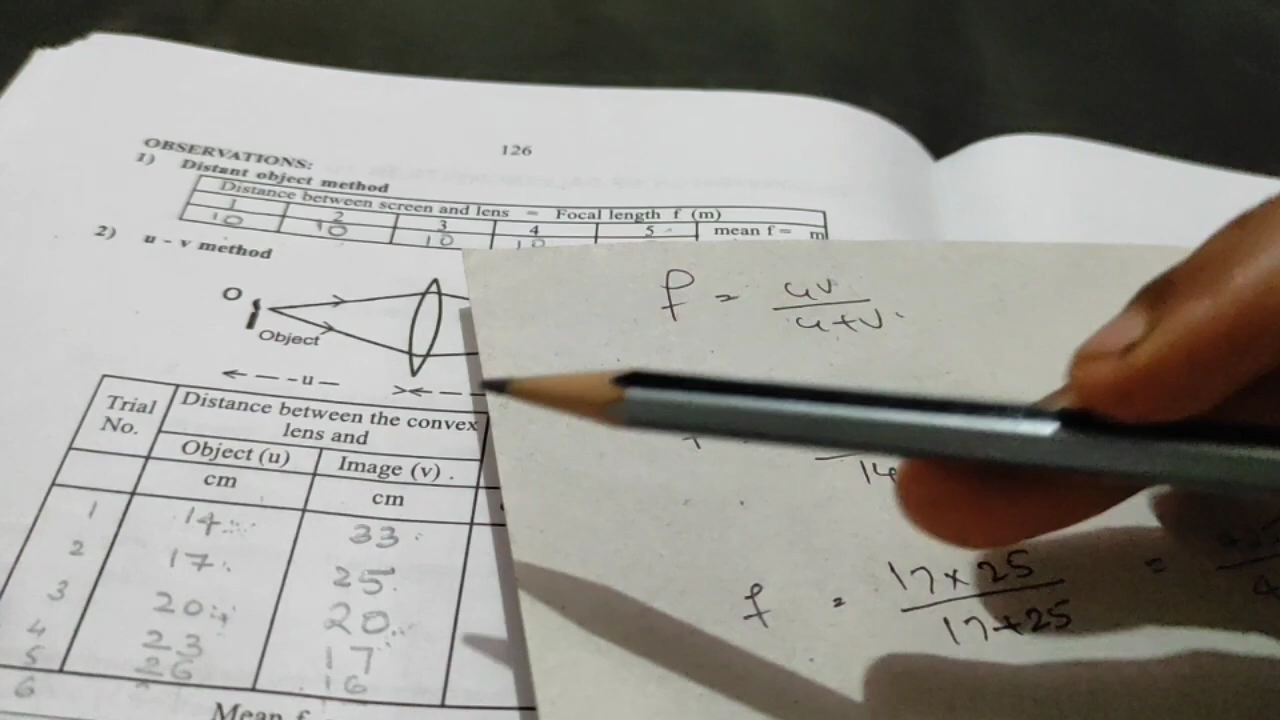 126
OBSERVATIONS:
1) Distant object method
Distance between screen and lens = Focal length f (m)
1 2 3 4 5 mean f = m
10 10 10 10
2) u - v method
O
Object
u
Trial No.
Distance between the convex lens and
Object (u) Image (v).
cm cm
1 14 33
2 17 25
3 20 20
4 23 17
5 26 16
6
Mean f
f = uv
u+v.
14
f = 17×25 =
17+25